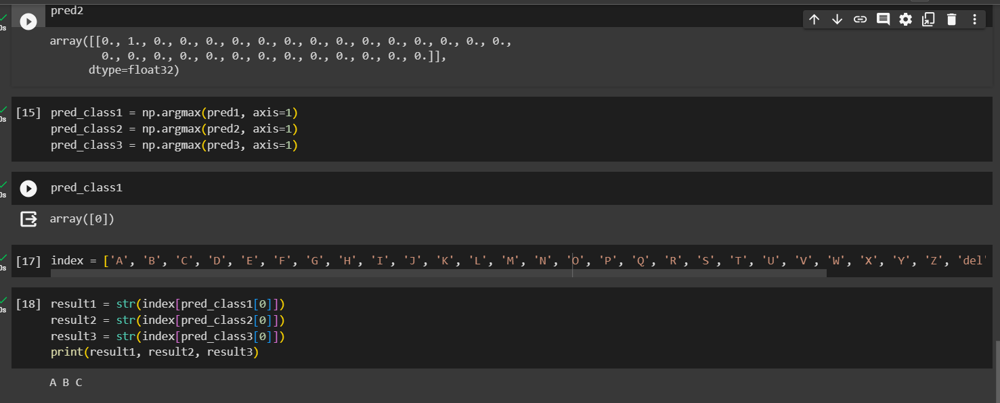 pred2
0s
array([[0., 1., 0., 0., 0., 0., 0., 0., 0., 0., 0., 0., 0., 0., 0., 0.,
0., 0., 0., 0., 0., 0., 0., 0., 0., 0., 0., 0., 0.]],
dtype=float32)
[15] pred_class1 = np.argmax(pred1, axis=1)
0s
pred_class2 = np.argmax(pred2, axis=1)
pred_class3 = np.argmax(pred3, axis=1)
pred_class1
0s
array([0])
[17] index = ['A', 'B', 'C', 'D', 'E', 'F', 'G', 'H', 'I', 'J', 'K', 'L', 'M', 'N', 'O', 'P', 'Q', 'R', 'S', 'T', 'U', 'V', 'W', 'X', 'Y', 'Z', 'del'
0s
[18] result1 = str(index[pred_class1[0]])
0s
result2 = str(index[pred_class2[0]])
result3 = str(index[pred_class3[0]])
print(result1, result2, result3)
A B C